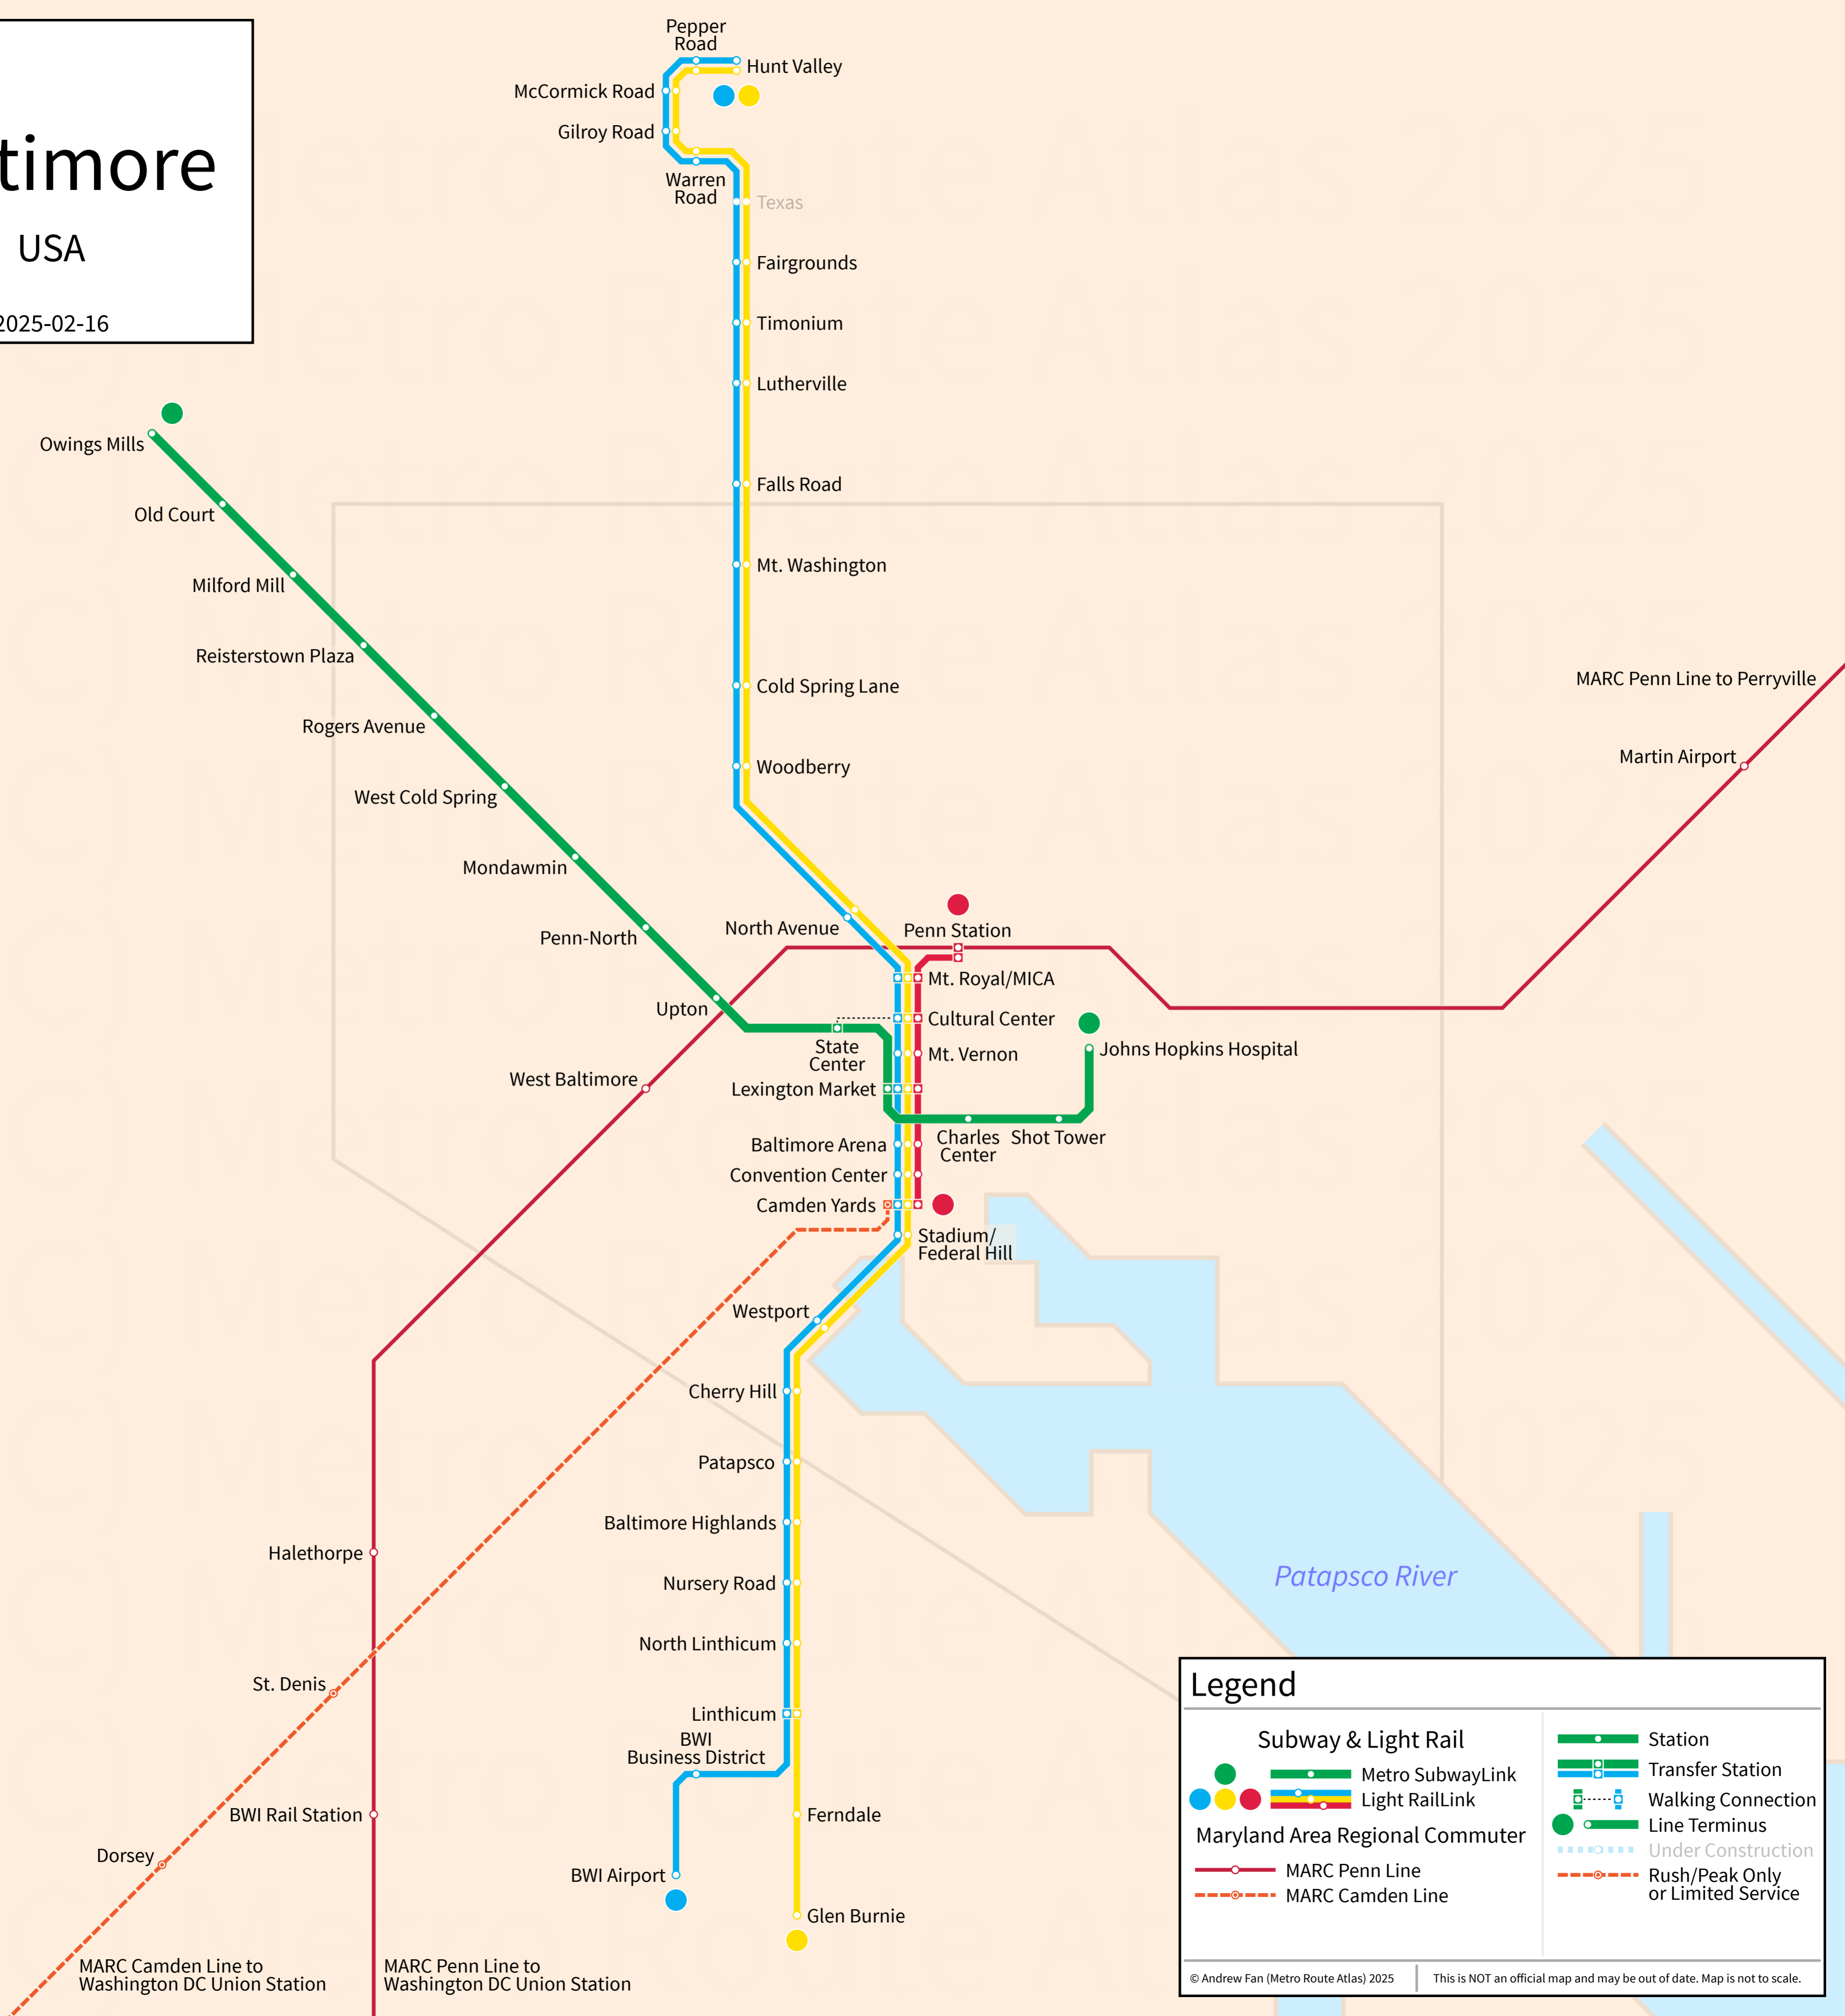 timore
USA
2025-02-16
Pepper
Road
Hunt Valley
McCormick Road
Gilroy Road
Warren
Road
Texas
Fairgrounds
Timonium
Lutherville
Owings Mills
Falls Road
Old Court
Mt. Washington
Milford Mill
Reisterstown Plaza
Cold Spring Lane
MARC Penn Line to Perryville
Rogers Avenue
Martin Airport
Woodberry
West Cold Spring
Mondawmin
North Avenue
Penn Station
Penn-North
Mt. Royal/MICA
Upton
Cultural Center
State
Center
Mt. Vernon
Johns Hopkins Hospital
West Baltimore
Lexington Market
Baltimore Arena
Charles
Center
Shot Tower
Convention Center
Camden Yards
Stadium/
Federal Hill
Westport
Cherry Hill
Patapsco
Baltimore Highlands
Halethorpe
Nursery Road
Patapsco River
North Linthicum
St. Denis
Linthicum
BWI
Business District
BWI Rail Station
Ferndale
Dorsey
BWI Airport
Glen Burnie
MARC Camden Line to
Washington DC Union Station
MARC Penn Line to
Washington DC Union Station
Legend
Subway & Light Rail
Metro SubwayLink
Light RailLink
Maryland Area Regional Commuter
MARC Penn Line
MARC Camden Line
Station
Transfer Station
Walking Connection
Line Terminus
Under Construction
Rush/Peak Only
or Limited Service
© Andrew Fan (Metro Route Atlas) 2025
This is NOT an official map and may be out of date. Map is not to scale.